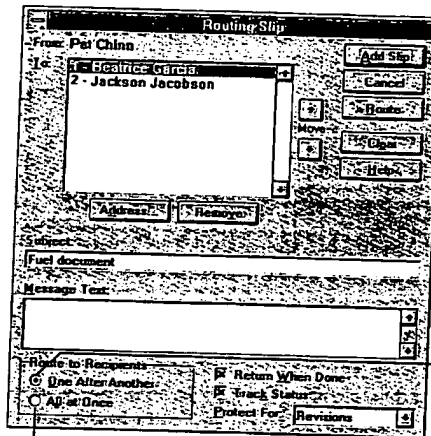 Routing Slip
From: Pat Chinn
To:
1 - Beatrice Garcia
2 - Jackson Jacobson
Add Slip
Cancel
Route
Move
Clear
Help
Address... Remove
Subject:
Fuel document
Message Text:
Route to Recipients
One After Another
All at Once
Return When Done
Track Status
Protect For: Revisions